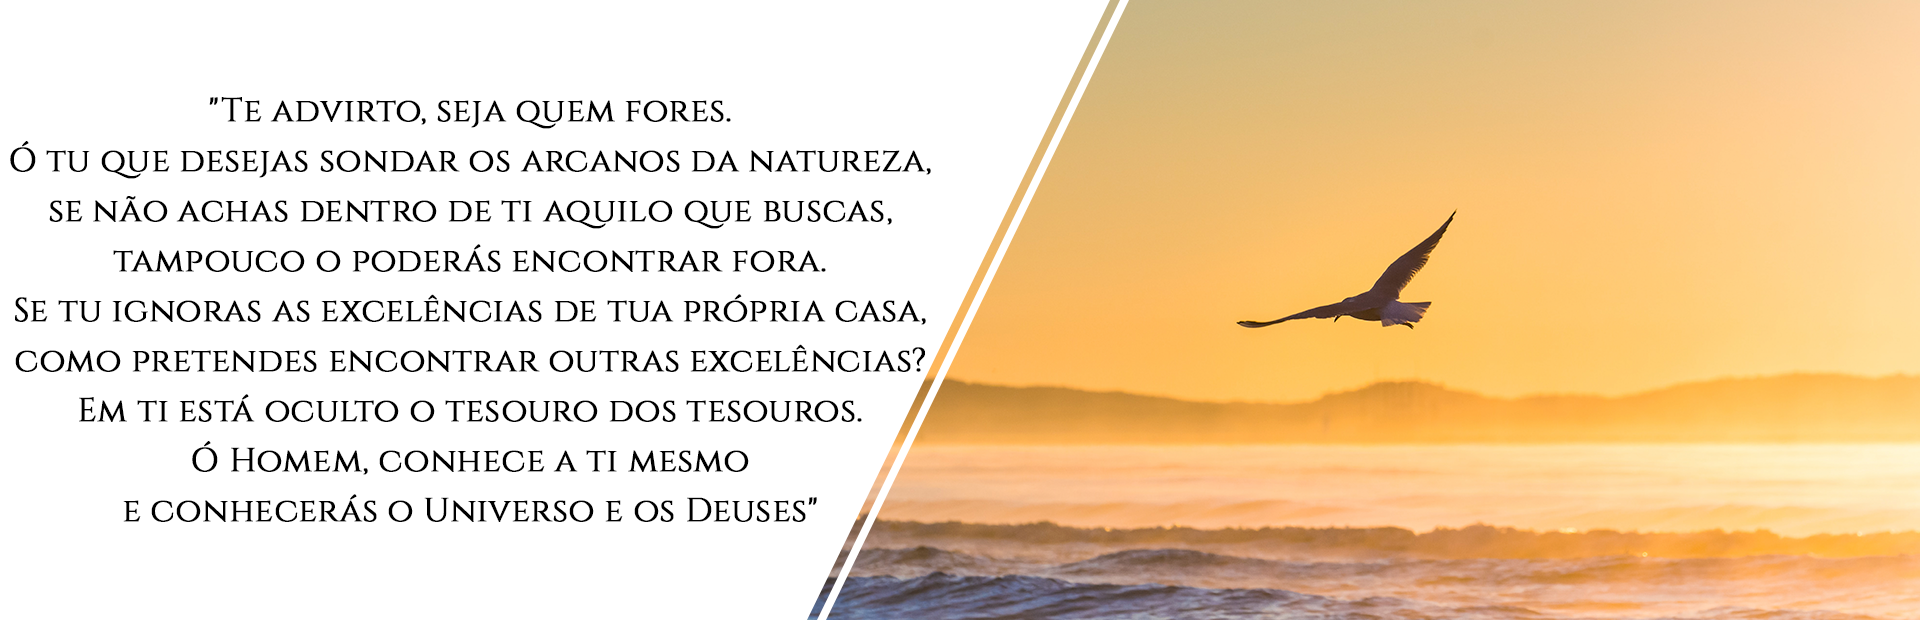 "Te advirto, seja quem fores.
Ó tu que desejas sondar os arcanos da natureza,
se não achas dentro de ti aquilo que buscas,
tampouco o poderás encontrar fora.
Se tu ignoras as excelências de tua própria casa,
como pretendes encontrar outras excelências?
Em ti está oculto o tesouro dos tesouros.
Ó Homem, conhece a ti mesmo
e conhecerás o Universo e os Deuses"